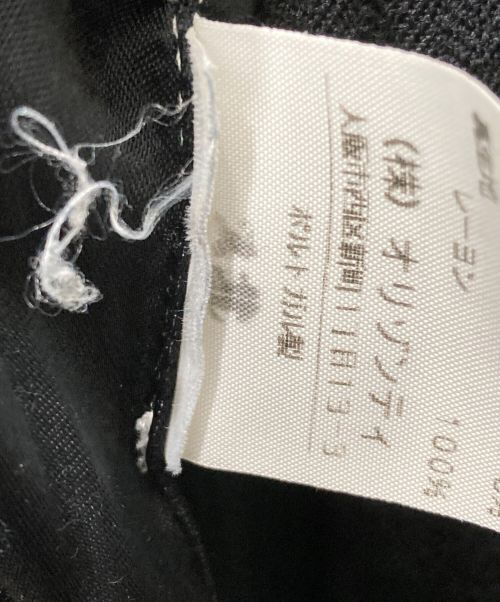 0%
レーヨン 100%
(株) オリゾンティ
大阪市西区新町1丁目13-3
ポルトガル製